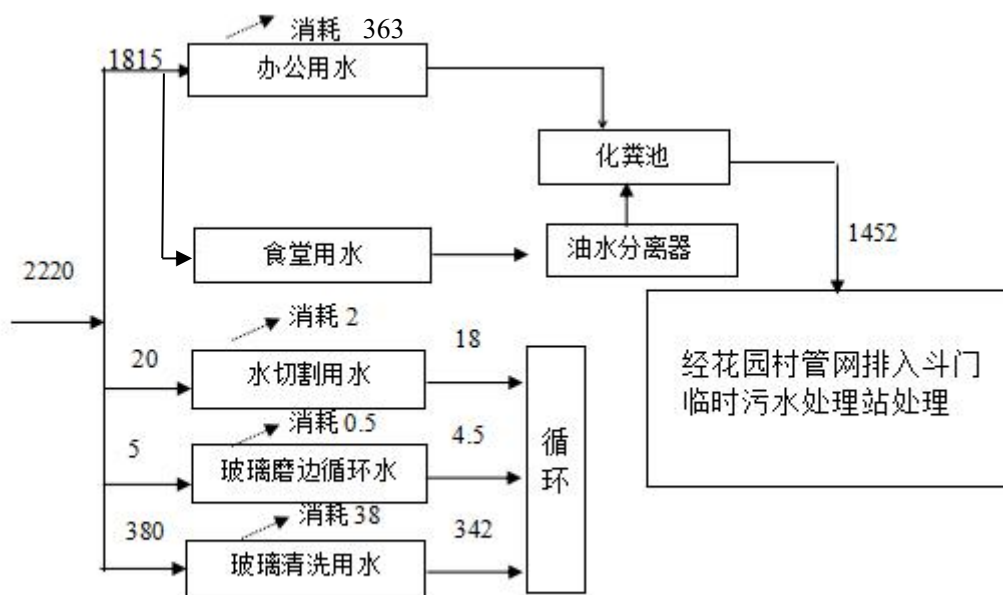 消耗 363
1815
办公用水
化粪池
食堂用水
油水分离器
1452
2220
消耗 2
20
水切割用水
18
经花园村管网排入斗门
临时污水处理站处理
消耗 0.5
5
玻璃磨边循环水
4.5
循
环
消耗 38
380
玻璃清洗用水
342